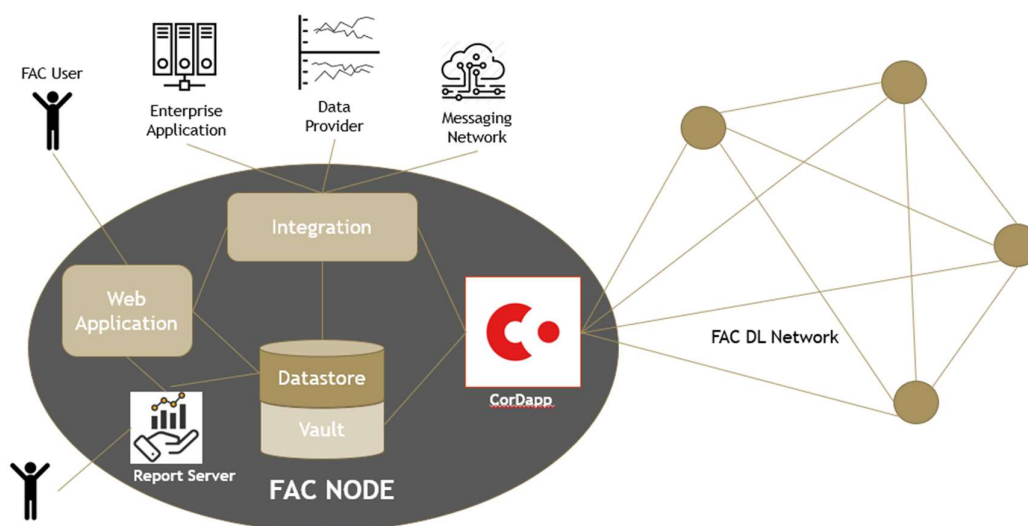 FAC User
Enterprise
Application
Data
Provider
Messaging
Network
Integration
Web
Application
Datastore
Vault
CorDapp
Report Server
FAC NODE
FAC DL Network